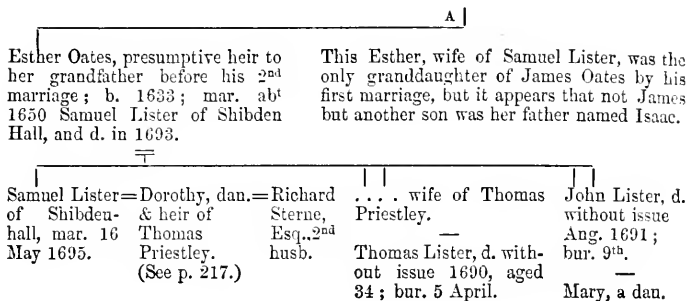 A
Esther Oates, presumptive heir to
her grandfather before his 2nd
marriage; b. 1633; mar. abt
1650 Samuel Lister of Shibden
Hall, and d. in 1693.
This Esther, wife of Samuel Lister, was the
only granddaughter of James Oates by his
first marriage, but it appears that not James
but another son was her father named Isaac.
Samuel Lister=
of Shibden-
hall, mar. 16
May 1695.
Dorothy, dan.=
& heir of
Thomas
Priestley.
(See p. 217.)
Richard
Sterne,
Esq., 2nd
husb.
. . . . wife of Thomas
Priestley.
—
Thomas Lister, d. with-
out issue 1690, aged
34; bur. 5 April.
John Lister, d.
without issue
Aug. 1691;
bur. 9th.
—
Mary, a dan.